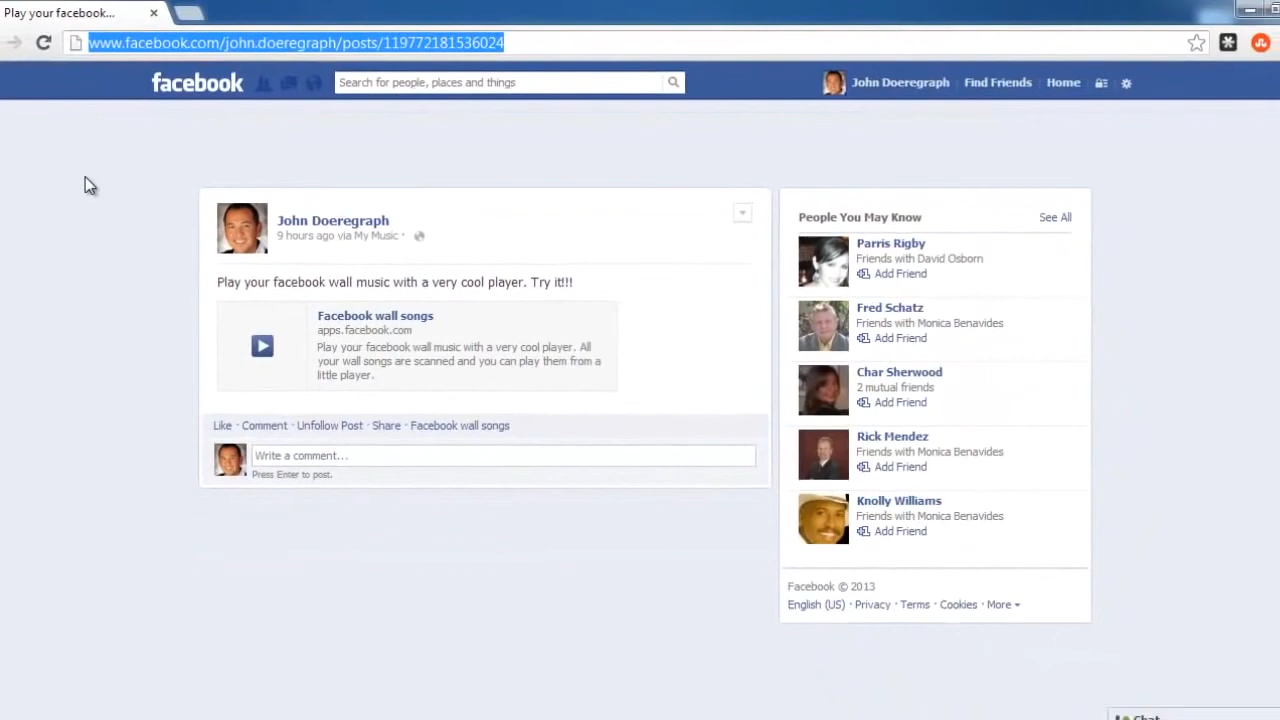 Play your facebook...
www.facebook.com/john.doeregraph/posts/119772181536024
facebook
Search for people, places and things
John Doeregraph
Find Friends
Home
John Doeregraph
9 hours ago via My Music ·
Play your facebook wall music with a very cool player. Try it!!!
Facebook wall songs
apps.facebook.com
Play your facebook wall music with a very cool player. All
your wall songs are scanned and you can play them from a
little player.
Like · Comment · Unfollow Post · Share · Facebook wall songs
Write a comment...
Press Enter to post.
People You May Know
See All
Parris Rigby
Friends with David Osborn
Add Friend
Fred Schatz
Friends with Monica Benavides
Add Friend
Char Sherwood
2 mutual friends
Add Friend
Rick Mendez
Friends with Monica Benavides
Add Friend
Knolly Williams
Friends with Monica Benavides
Add Friend
Facebook © 2013
English (US) · Privacy · Terms · Cookies · More
Chat